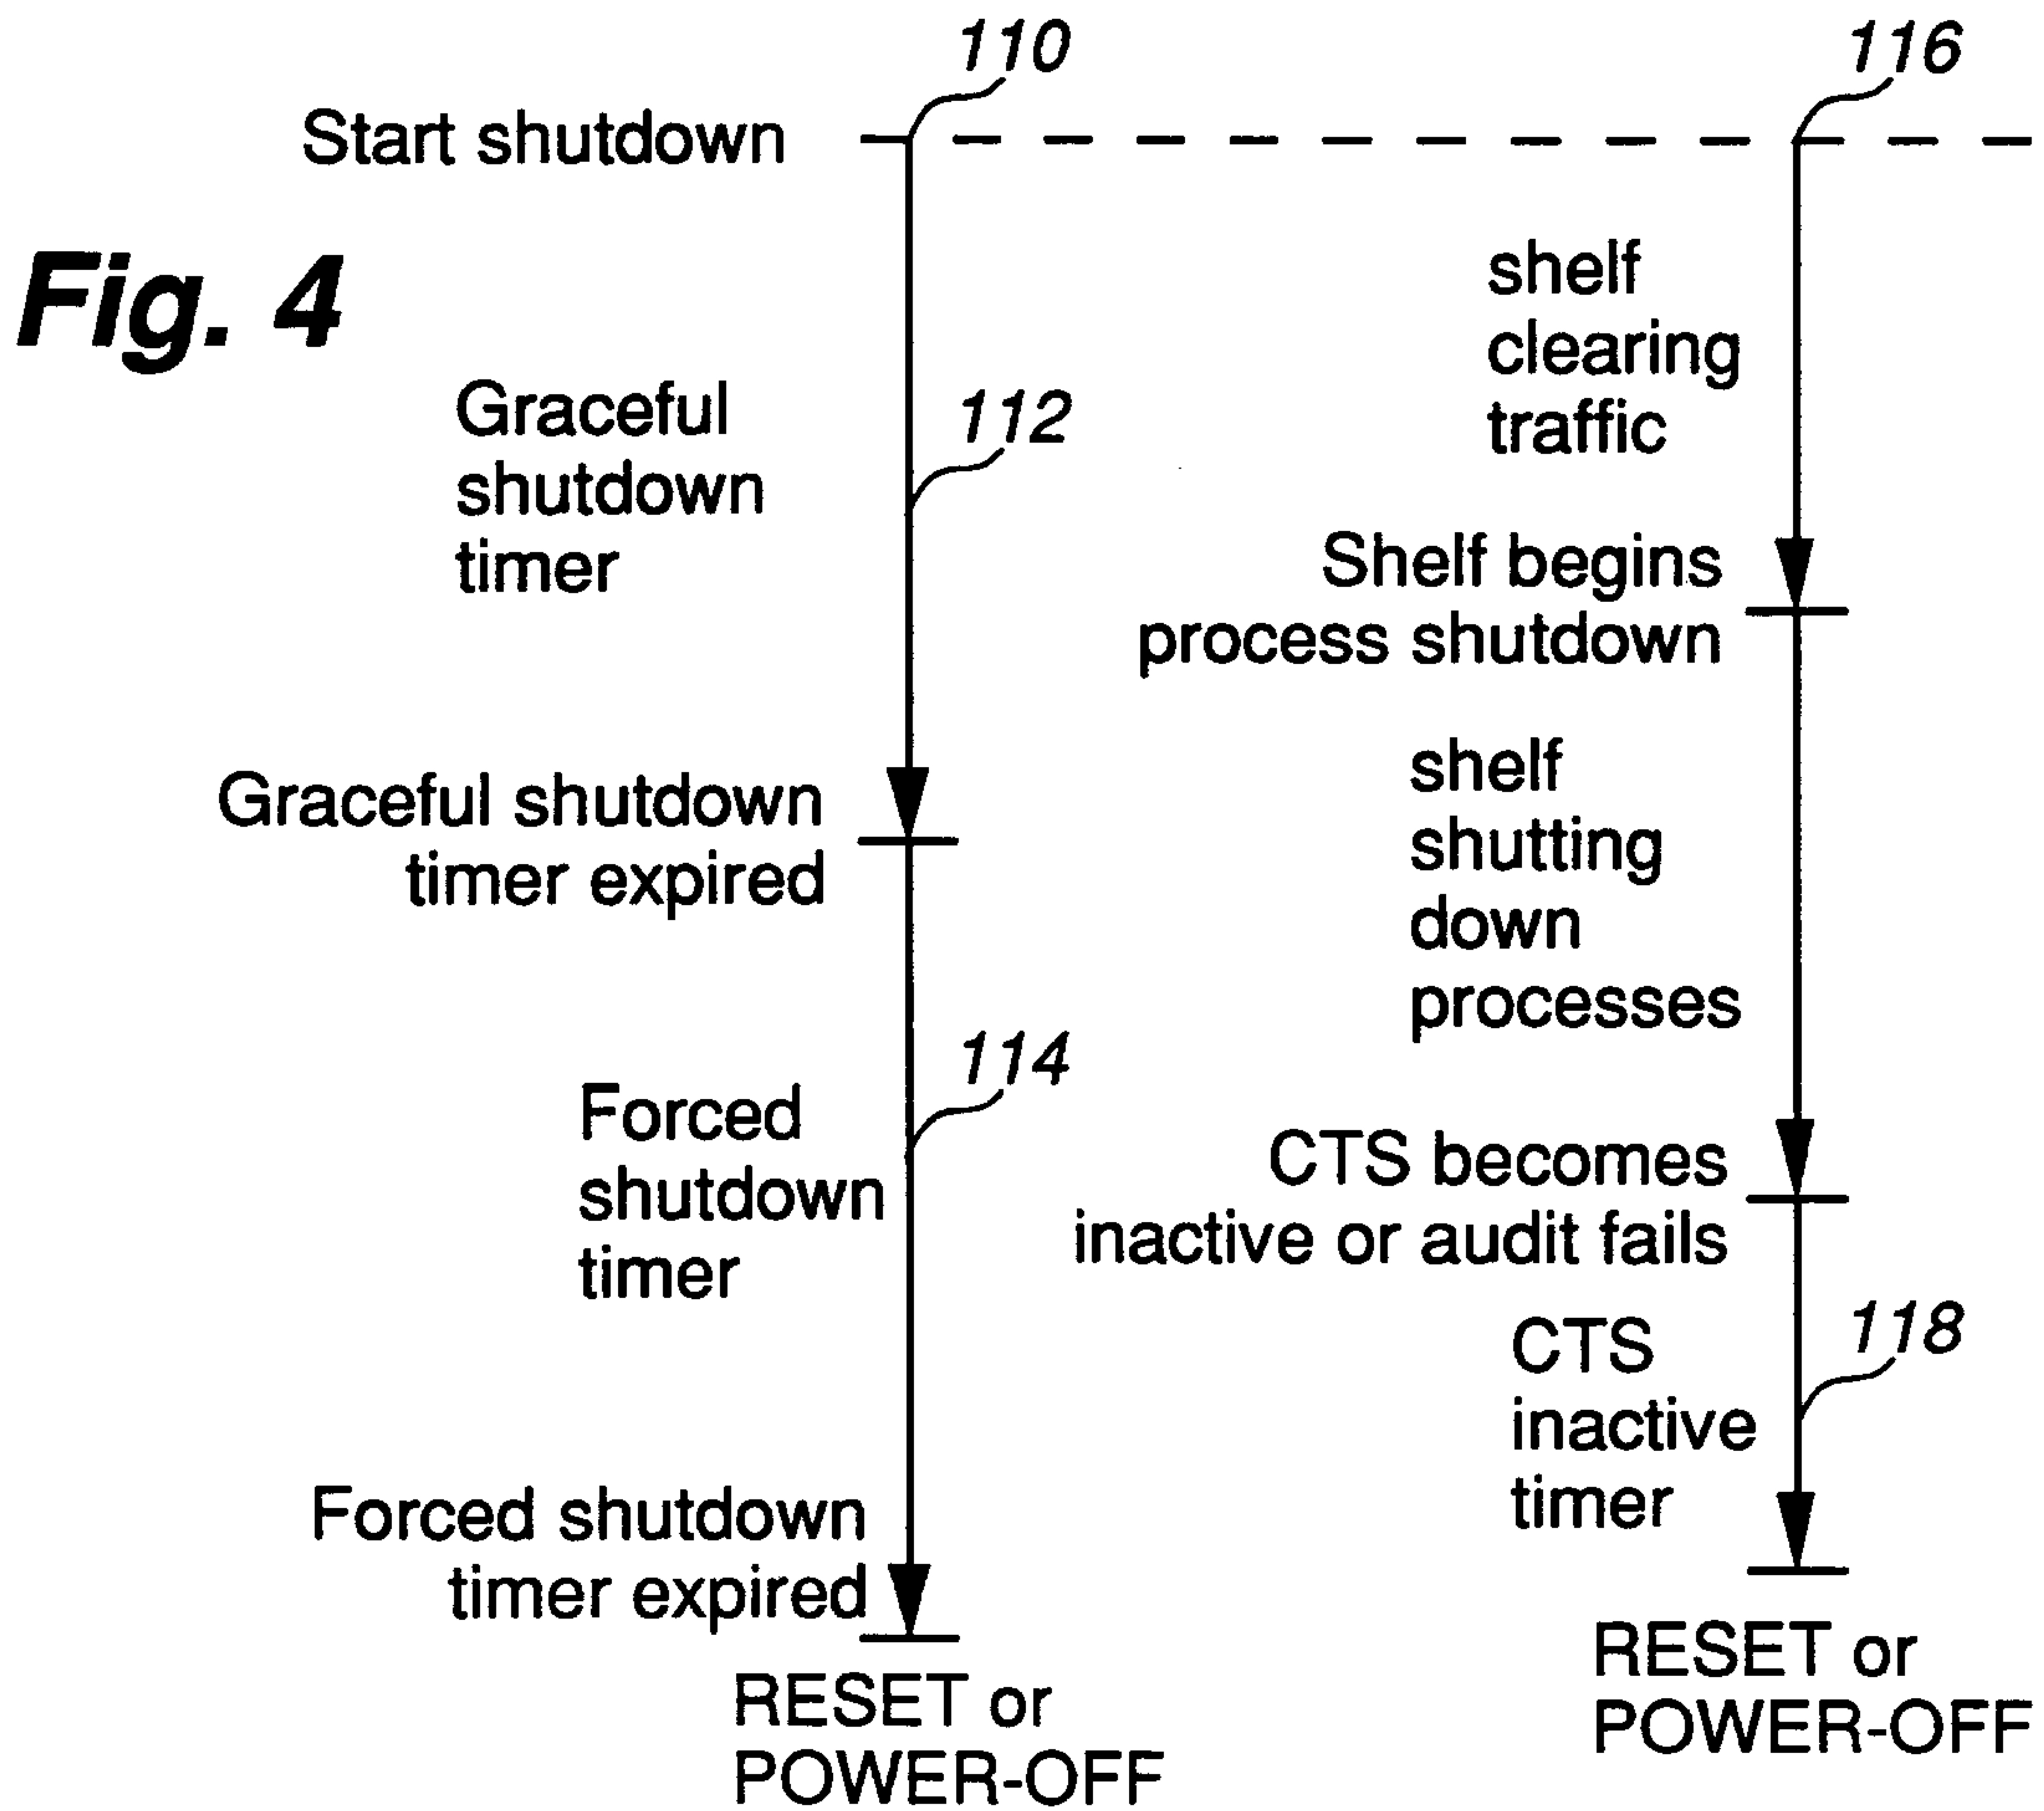 110
116
Start shutdown
Fig. 4
shelf
clearing
traffic
Graceful
shutdown
timer
112
Shelf begins
process shutdown
Graceful shutdown
timer expired
shelf
shutting
down
processes
114
Forced
shutdown
timer
CTS becomes
inactive or audit fails
118
CTS
inactive
timer
Forced shutdown
timer expired
RESET or
POWER-OFF
RESET or
POWER-OFF